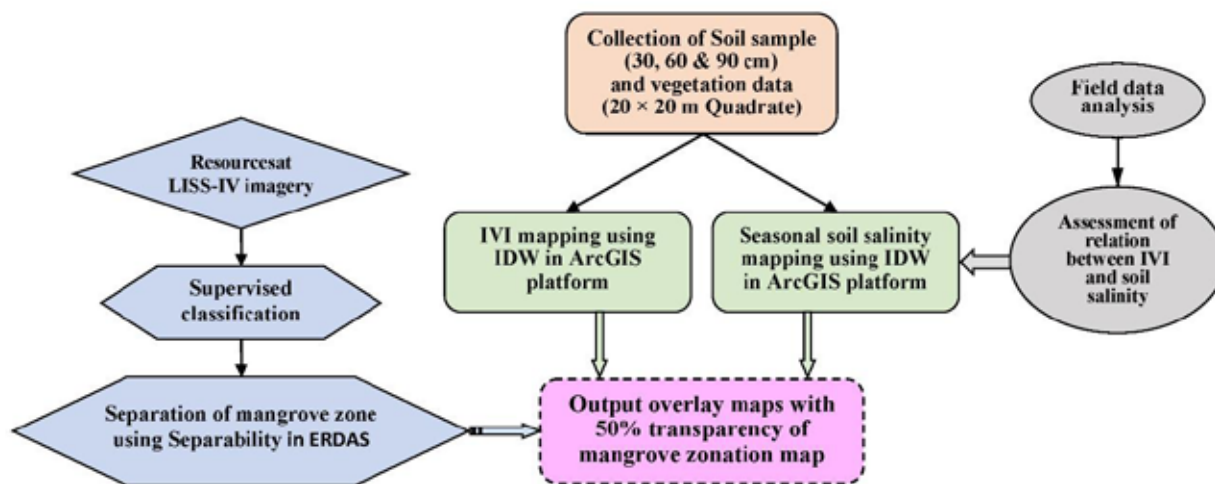 Collection of Soil sample
(30, 60 & 90 cm)
and vegetation data
(20 × 20 m Quadrate)
Field data
analysis
Resourcesat
LISS-IV imagery
IVI mapping using
IDW in ArcGIS
platform
Seasonal soil salinity
mapping using IDW
in ArcGIS platform
Assessment of
relation
between IVI
and soil
salinity
Supervised
classification
Separation of mangrove zone
using Separability in ERDAS
Output overlay maps with
50% transparency of
mangrove zonation map